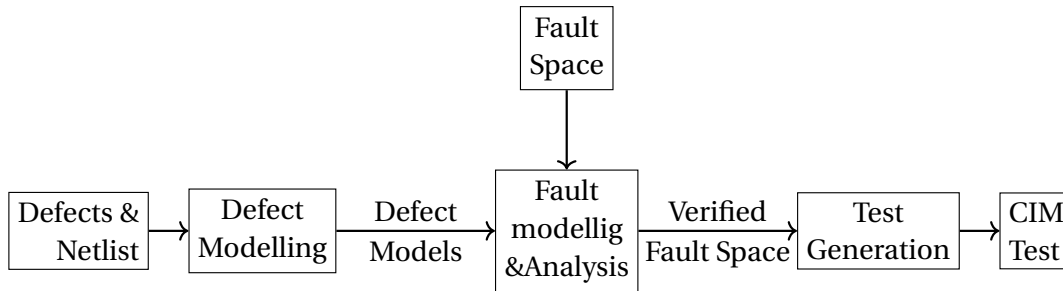 Fault
Space
Defects &
Netlist
Defect
Modelling
Defect
Models
Fault
modellig
&Analysis
Verified
Fault Space
Test
Generation
CIM
Test